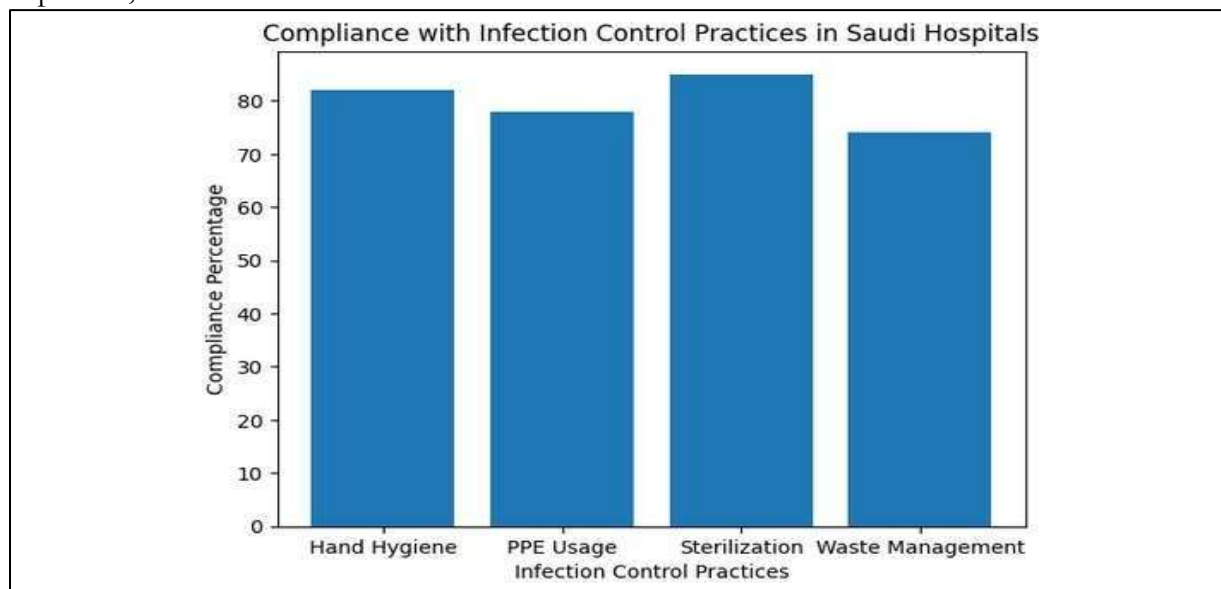 Compliance with Infection Control Practices in Saudi Hospitals
Compliance Percentage
80
70
60
50
40
30
20
10
0
Hand Hygiene PPE Usage Sterilization Waste Management
Infection Control Practices